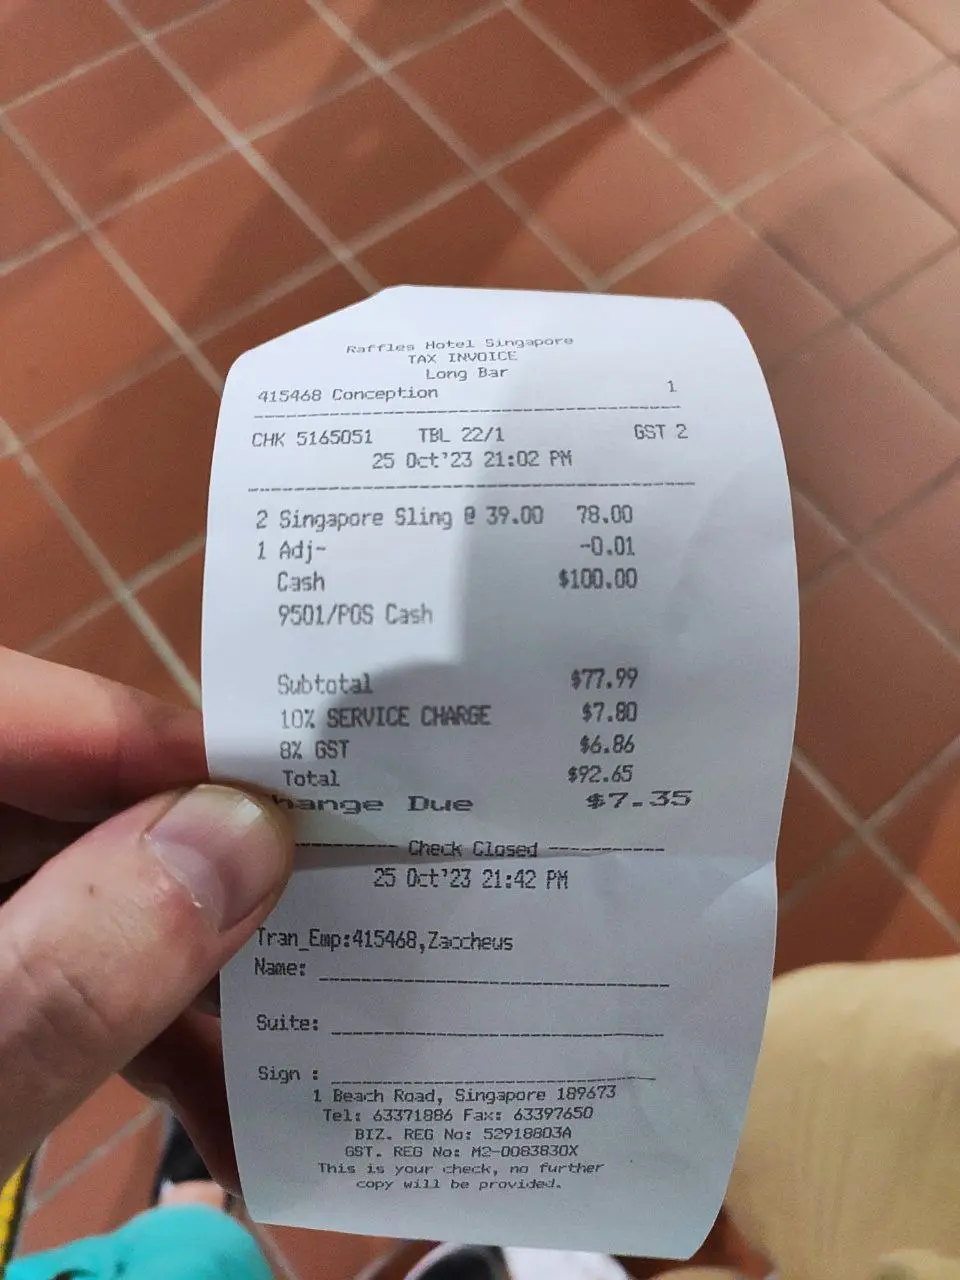 Raffles Hotel Singapore
TAX INVOICE
Long Bar
415468 Conception 1
CHK 5165051 TBL 22/1 GST 2
25 Oct'23 21:02 PM
2 Singapore Sling @ 39.00 78.00
1 Adj- -0.01
Cash $100.00
9501/POS Cash
Subtotal $77.99
10% SERVICE CHARGE $7.80
8% GST $6.86
Total $92.65
hange Due $7.35
Check Closed
25 Oct'23 21:42 PM
Tran_Emp:415468,Zaccheus
Name:
Suite:
Sign :
1 Beach Road, Singapore 189673
Tel: 63371886 Fax: 63397650
BIZ. REG No: 52918803A
GST. REG No: M2-0083830X
This is your check, no further
copy will be provided.